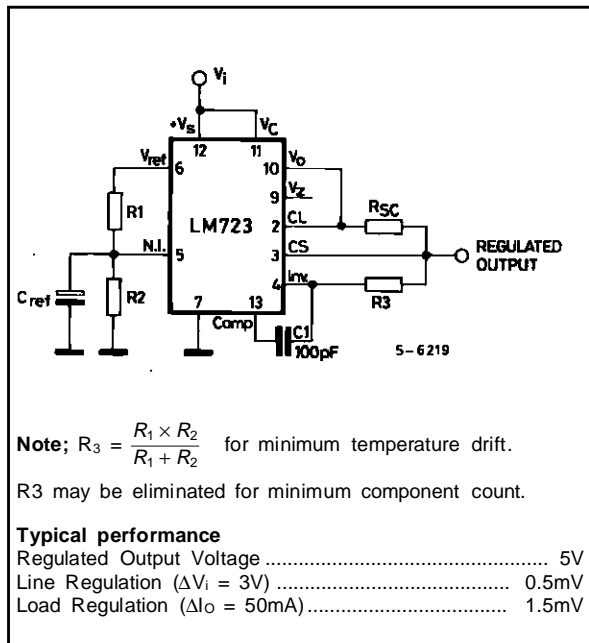 Vi
+Vs
VC
12
11
Vref
6
Vo
10
VZ
9
R1
LM723
CL
2
RSC
N.I.
5
CS
3
REGULATED
OUTPUT
Inv.
4
Cref
R2
R3
7
13
Comp
C1
100pF
S-6219
Note; R3 = R1 × R2 / R1 + R2 for minimum temperature drift.
R3 may be eliminated for minimum component count.
Typical performance
Regulated Output Voltage ................................................. 5V
Line Regulation (ΔVi = 3V) ........................................ 0.5mV
Load Regulation (ΔIO = 50mA) ................................... 1.5mV